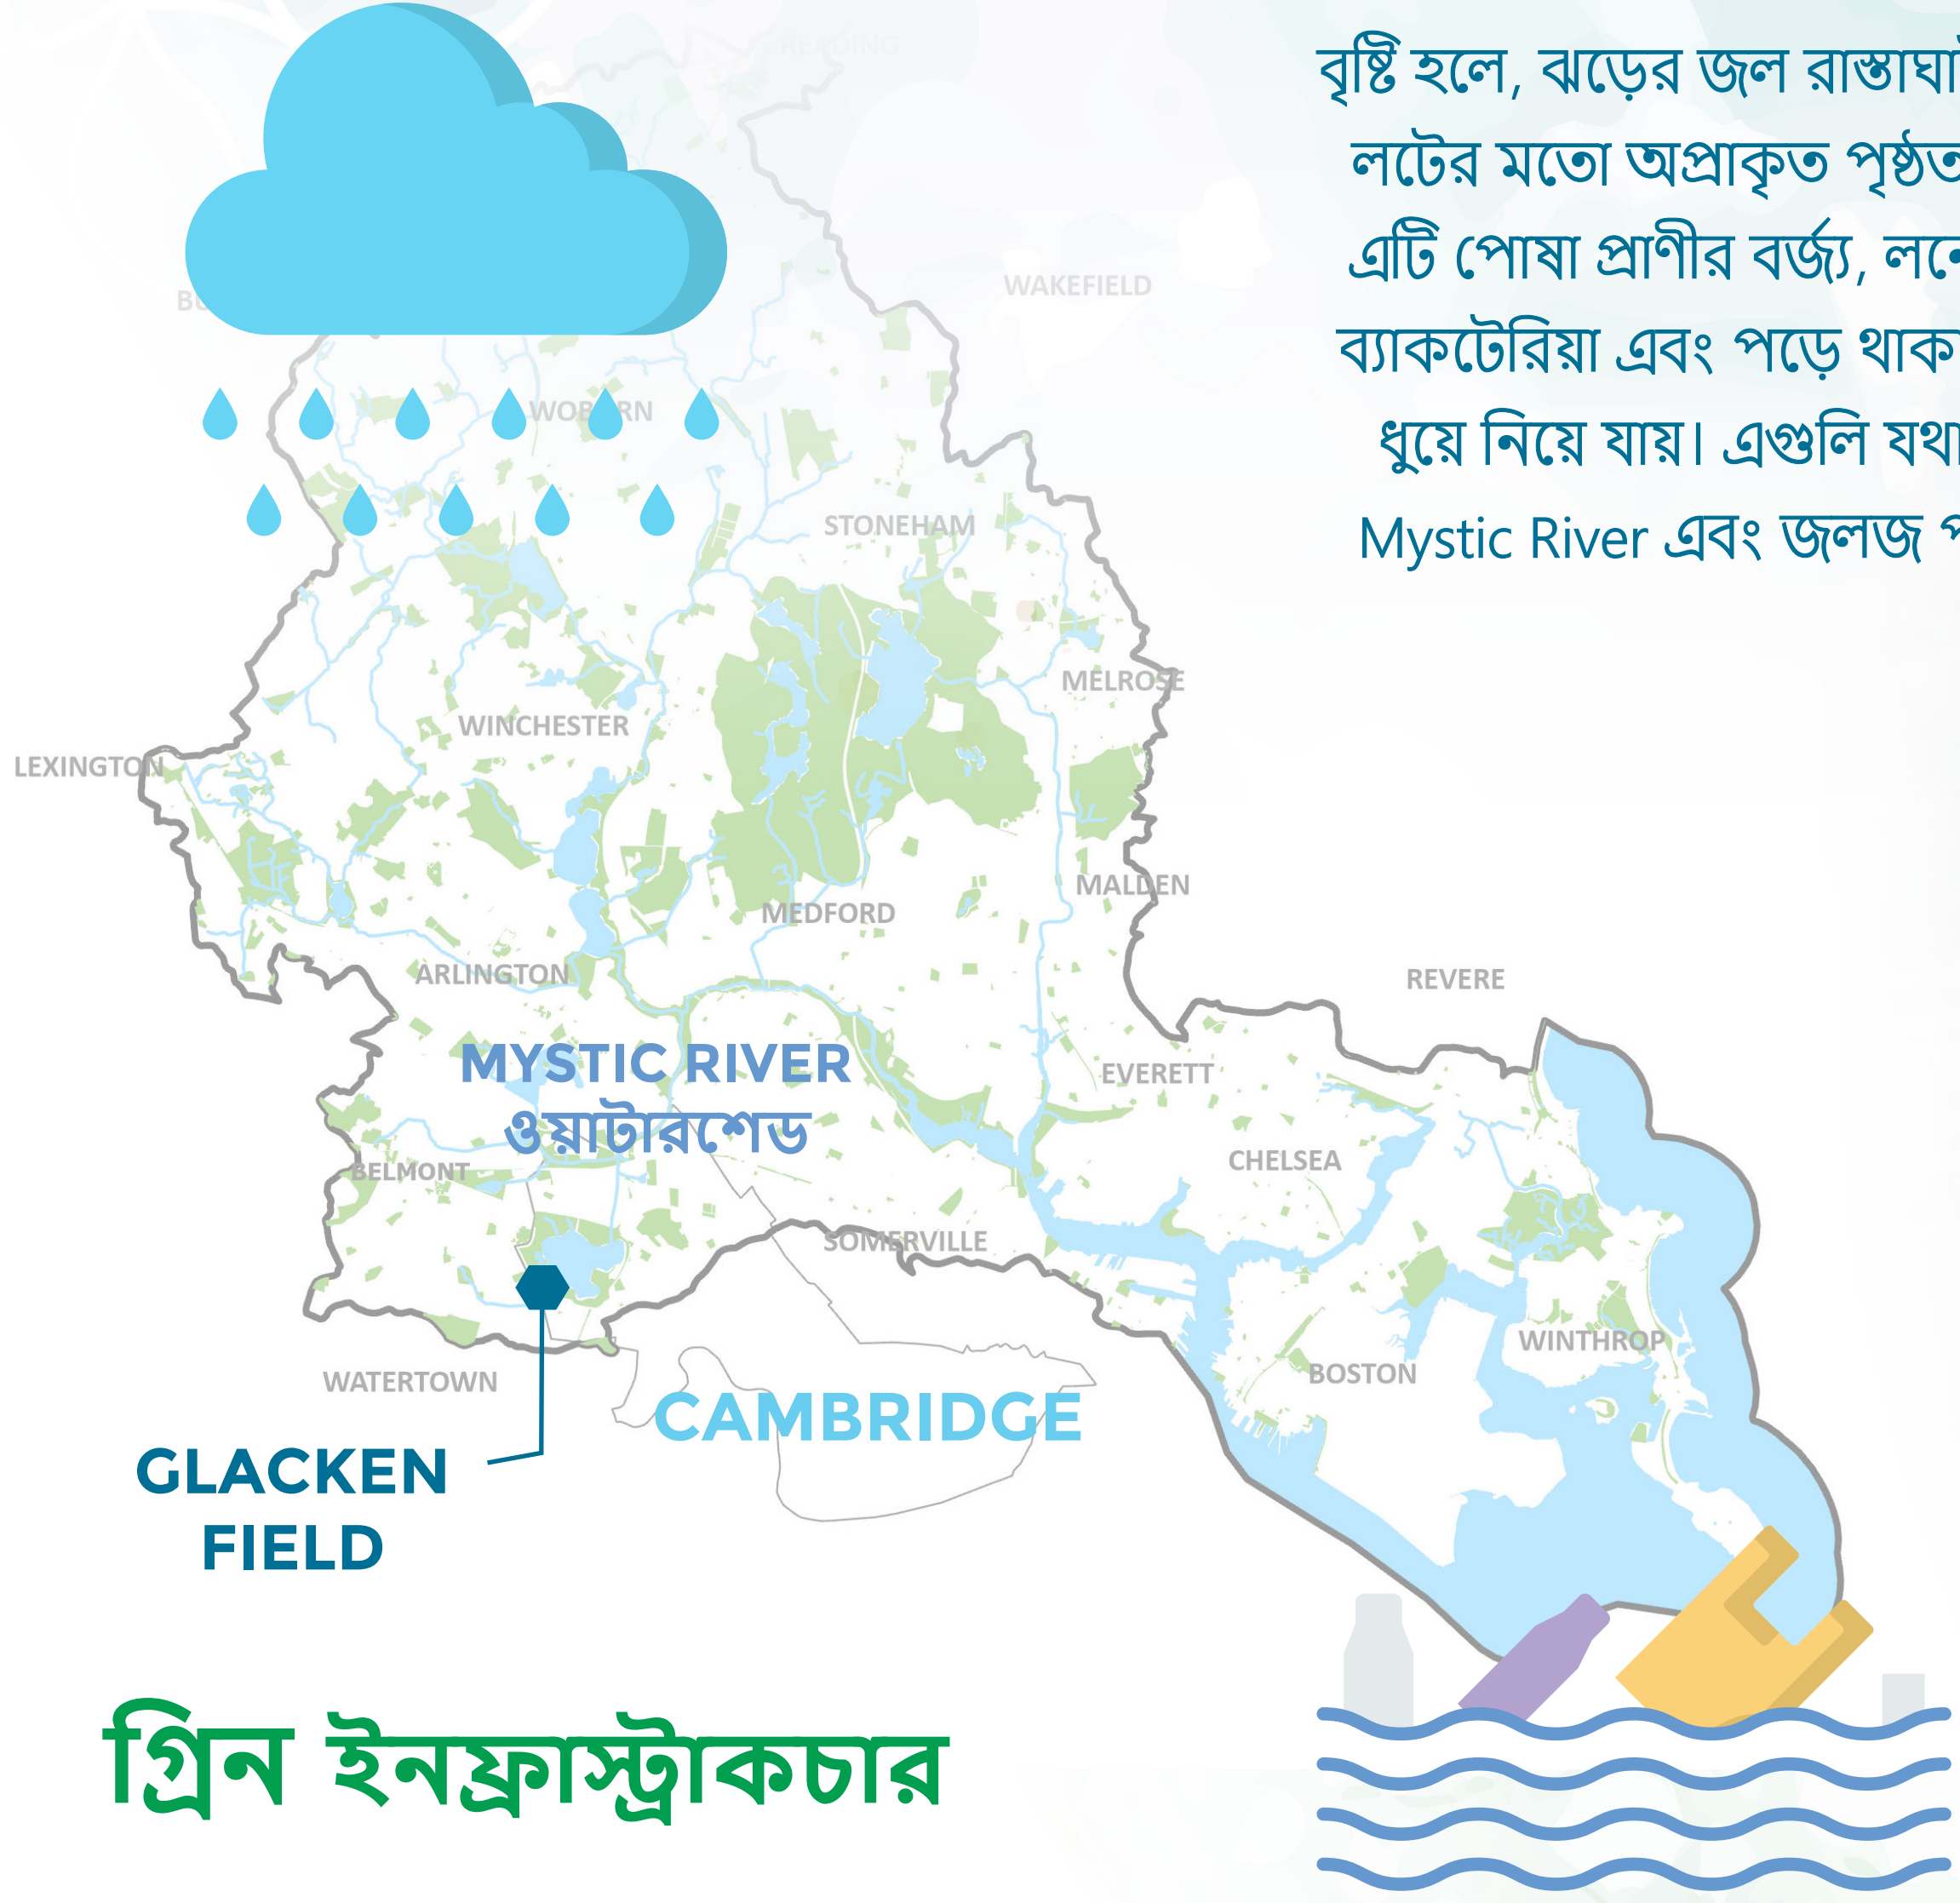 READING
বৃষ্টি হলে, ঝড়ের জল
লটের মতো অপ্রাকৃত
এটি পোষা প্রাণীর বর্জ্য,
ব্যাকটেরিয়া এবং পড়ে
ধুয়ে নিয়ে যায়। এগুলি
Mystic River এবং জলজ
WAKEFIELD
WOBURN
STONEHAM
MELROSE
WINCHESTER
LEXINGTON
MALDEN
MEDFORD
ARLINGTON
REVERE
MYSTIC RIVER
ওয়াটারশেড
EVERETT
CHELSEA
BELMONT
SOMERVILLE
WINTHROP
BOSTON
WATERTOWN
CAMBRIDGE
GLACKEN
FIELD
গ্রিন ইনফ্রাস্ট্রাকচার